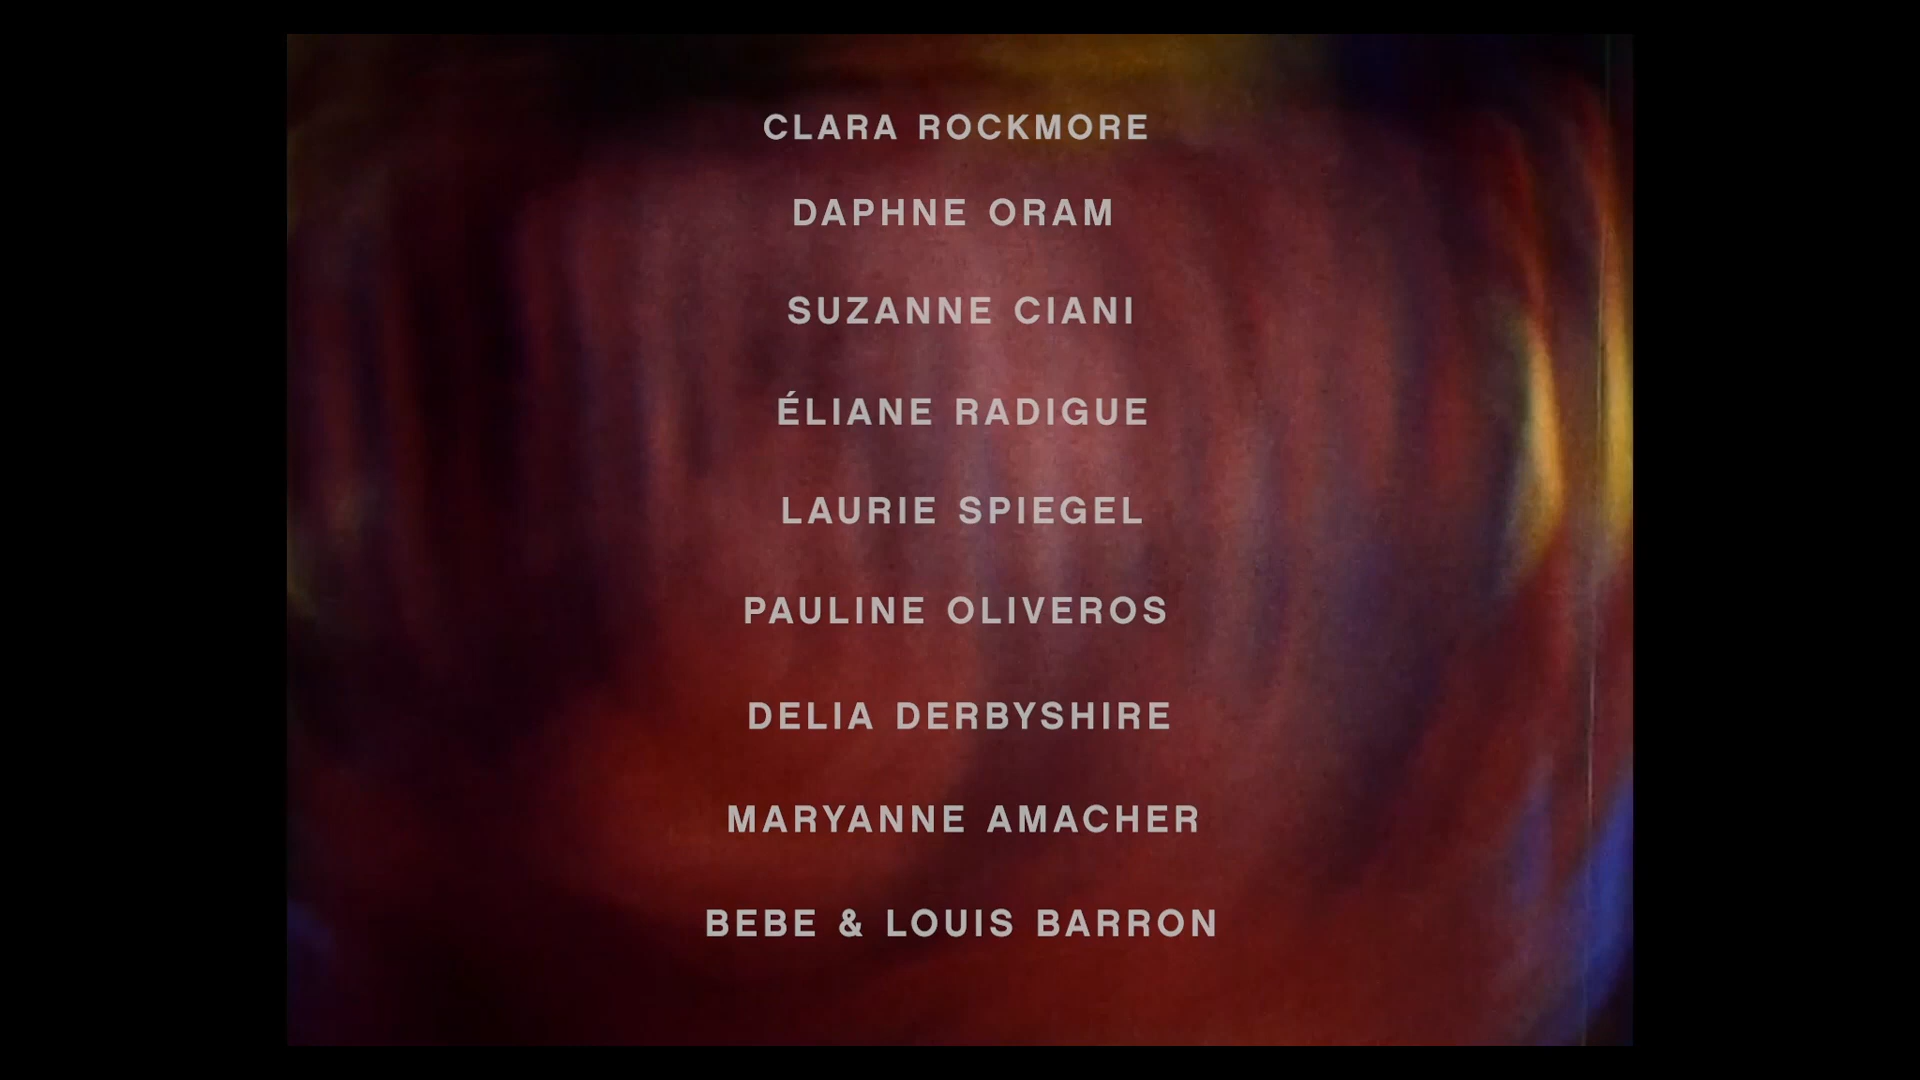 CLARA ROCKMORE
DAPHNE ORAM
SUZANNE CIANI
ÉLIANE RADIGUE
LAURIE SPIEGEL
PAULINE OLIVEROS
DELIA DERBYSHIRE
MARYANNE AMACHER
BEBE & LOUIS BARRON